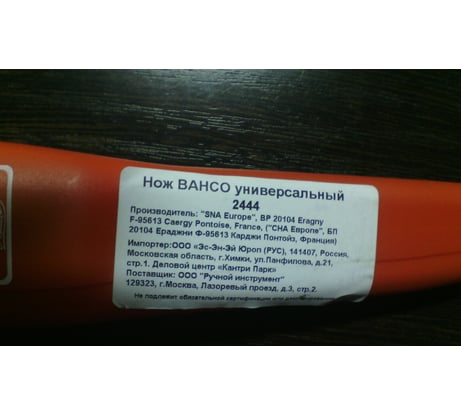 Нож BAHCO универсальный
2444
Производитель: "SNA Europe", BP 20104 Eragny
F-95613 Caergy Pontoise, France, ("СНА Европе", БП
20104 Ераджни Ф-95613 Карджи Понтойз, Франция)
Импортер:ООО «Эс-Эн-Эй Юроп (РУС), 141407, Россия,
Московская область, г.Химки, ул.Панфилова, д.21,
стр.1. Деловой центр «Кантри Парк»
Поставщик: ООО "Ручной инструмент"
129323, г.Москва, Лазоревый проезд, д.3, стр.2.
Не подлежит обязательной сертификации или